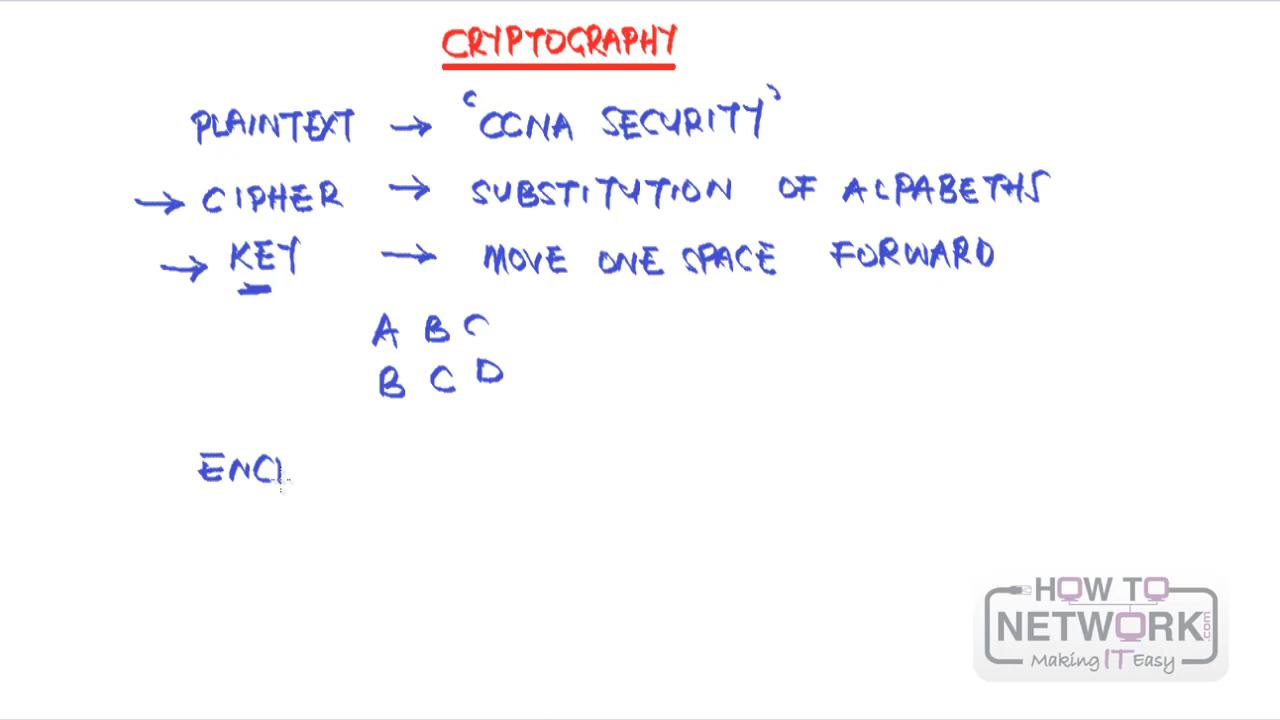 CRYPTOGRAPHY
PLAINTEXT → "CCNA SECURITY"
→ CIPHER → SUBSTITUTION OF ALPABETHS
→ KEY → MOVE ONE SPACE FORWARD
A B C
B C D
ENCI
HOW TO
NETWORK.com
Making IT Easy